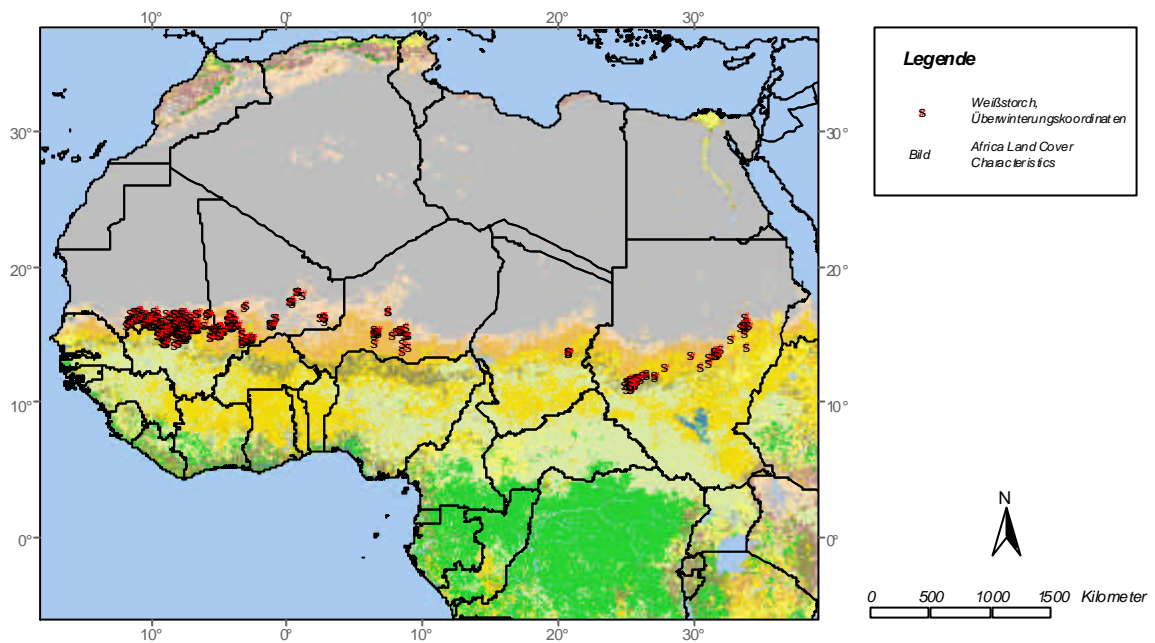 10° 0° 10° 20° 30°
Legende
S Weißstorch,
Überwinterungskoordinaten
Bild Africa Land Cover
Characteristics
30° 30°
20° 20°
10° 10°
0° 0°
N
0 500 1000 1500 Kilometer
10° 0° 10° 20° 30°